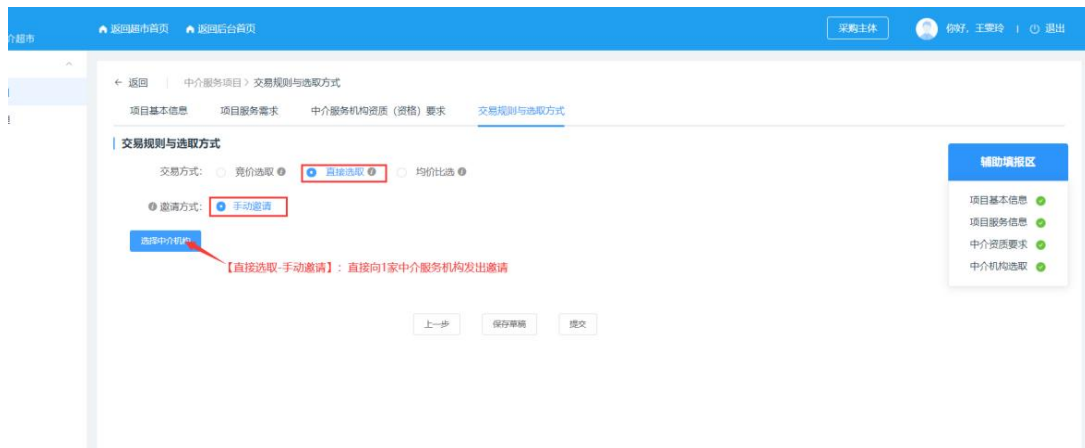 返回超市首页 返回后台首页 采购主体 你好, 王雯玲 退出
介超市
← 返回 中介服务项目 > 交易规则与选取方式
项目基本信息 项目服务需求 中介服务机构资质（资格）要求 交易规则与选取方式
交易规则与选取方式
交易方式: 竞价选取 直接选取 均价比选
邀请方式: 手动邀请
选择中介机构
【直接选取-手动邀请】: 直接向1家中介服务机构发出邀请
上一步 保存草稿 提交
辅助填报区
项目基本信息
项目服务信息
中介资质要求
中介机构选取